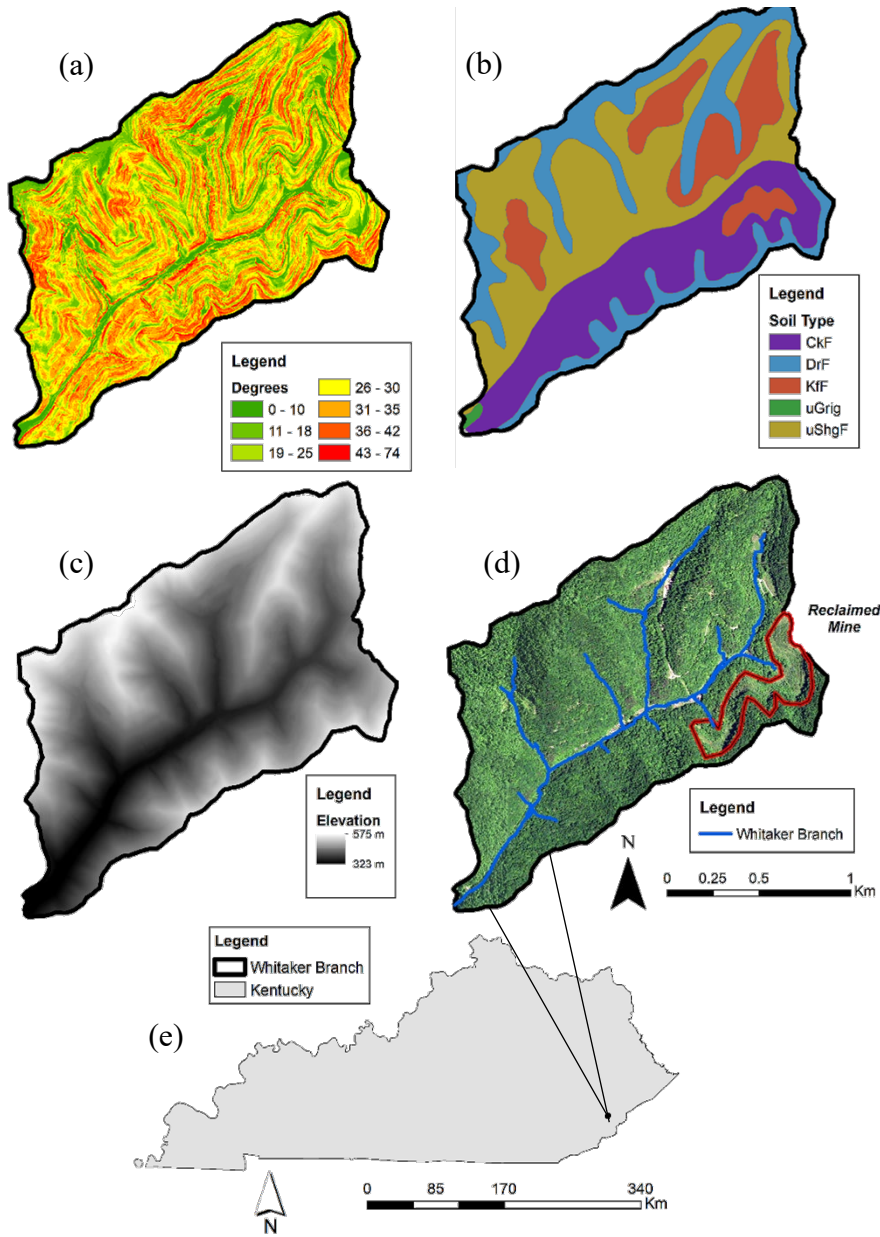 (a)
Legend
Degrees
0 - 10
11 - 18
19 - 25
26 - 30
31 - 35
36 - 42
43 - 74
(b)
Legend
Soil Type
CkF
DrF
KfF
uGrig
uShgF
(c)
Legend
Elevation
575 m
323 m
(d)
Reclaimed
Mine
Legend
Whitaker Branch
N
0 0.25 0.5 1
Km
Legend
Whitaker Branch
Kentucky
(e)
N
0 85 170 340
Km